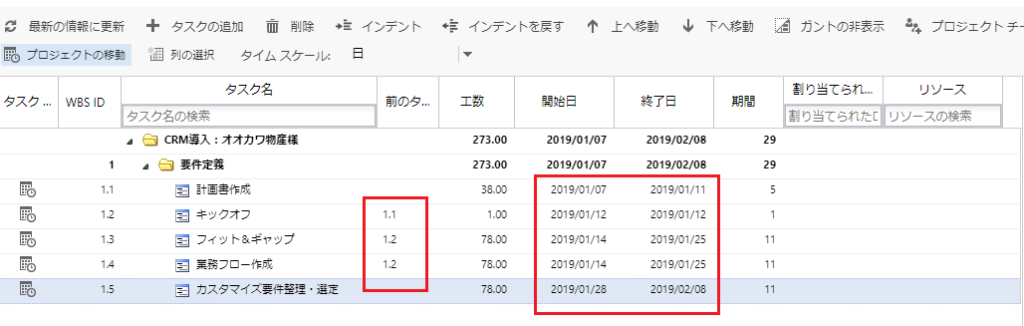 最新の情報に更新 タスクの追加 削除 インデント インデントを戻す 上へ移動 下へ移動 ガントの非表示 プロジェクト チー
プロジェクトの移動 列の選択 タイム スケール: 日
タスク ... WBS ID タスク名 前のタ... 工数 開始日 終了日 期間 割り当てられ... リソース
タスク名の検索 割り当てられた リソースの検索
CRM導入：オオカワ物産様 273.00 2019/01/07 2019/02/08 29
1 要件定義 273.00 2019/01/07 2019/02/08 29
1.1 計画書作成 38.00 2019/01/07 2019/01/11 5
1.2 キックオフ 1.1 1.00 2019/01/12 2019/01/12 1
1.3 フィット＆ギャップ 1.2 78.00 2019/01/14 2019/01/25 11
1.4 業務フロー作成 1.2 78.00 2019/01/14 2019/01/25 11
1.5 カスタマイズ要件整理・選定 78.00 2019/01/28 2019/02/08 11